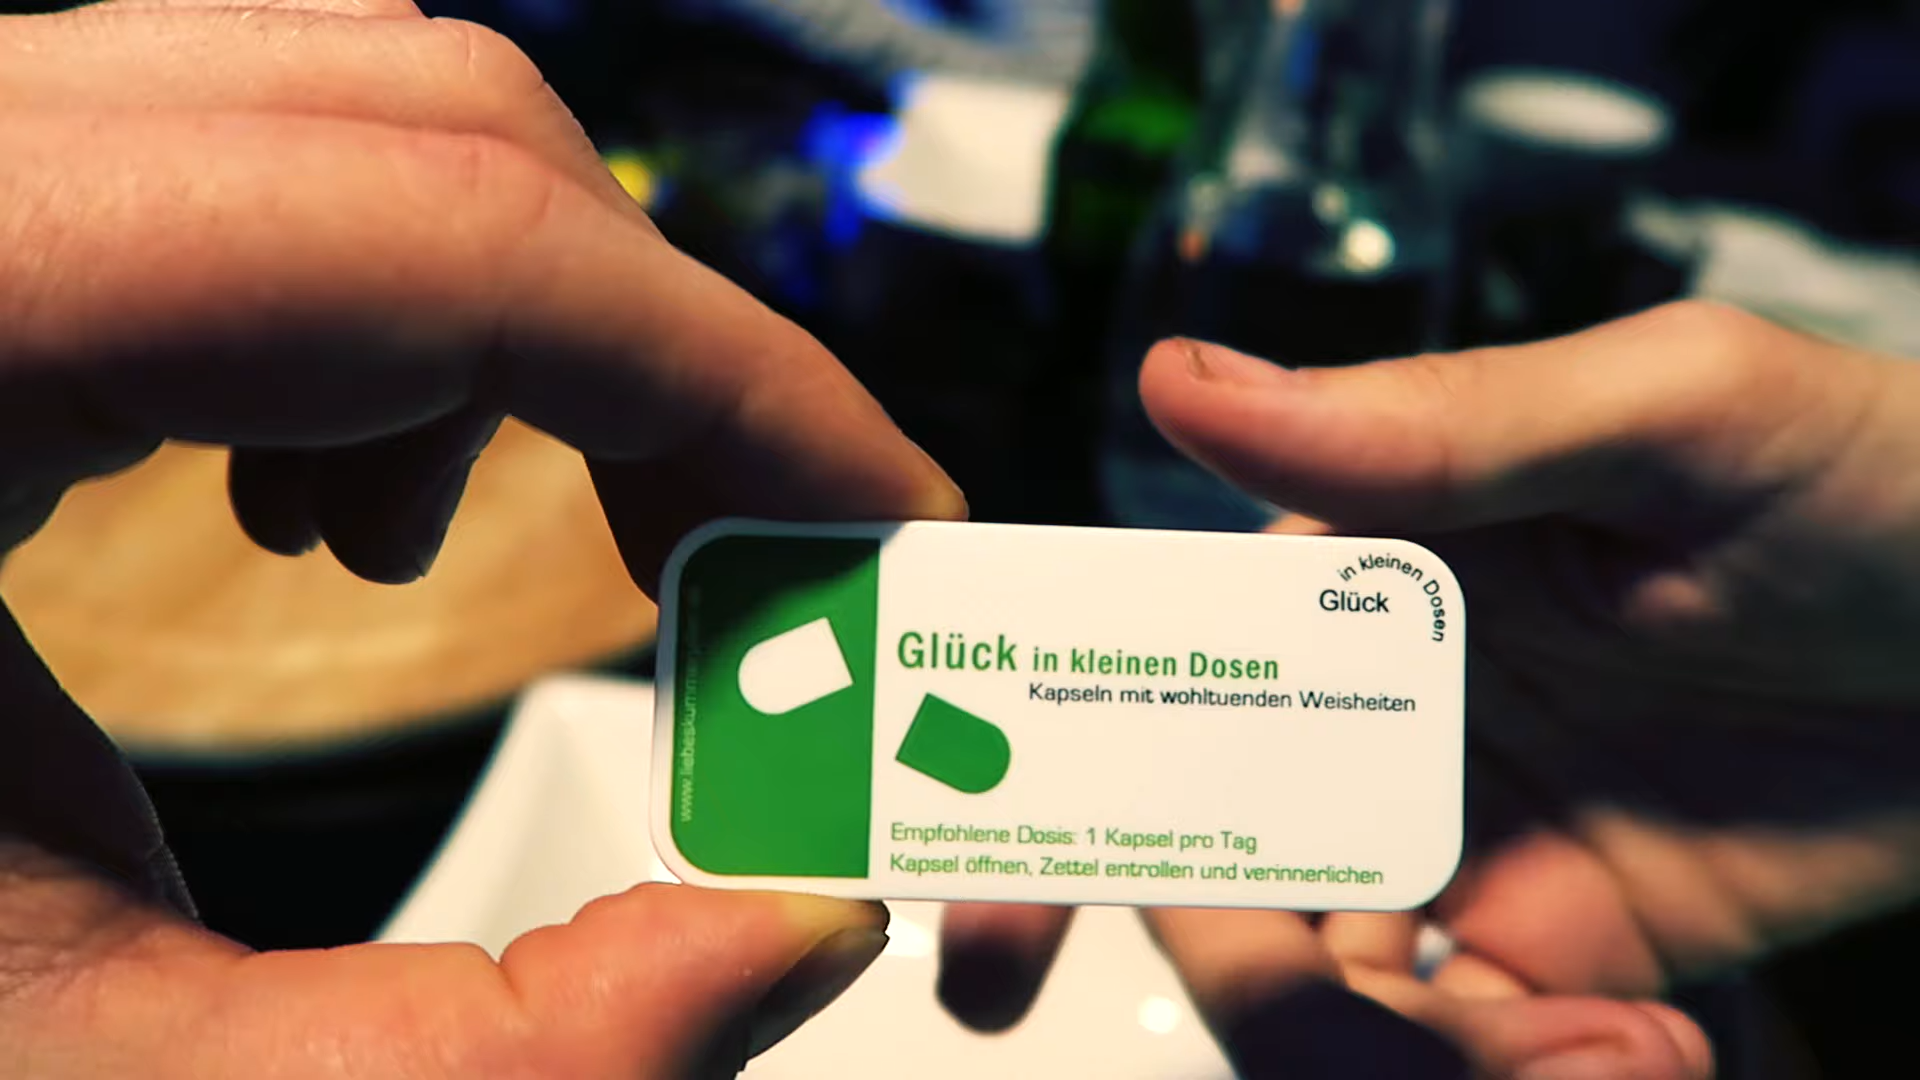 in kleinen Dosen
Glück
Glück in kleinen Dosen
Kapseln mit wohltuenden Weisheiten
Empfohlene Dosis: 1 Kapsel pro Tag
Kapsel öffnen, Zettel entrollen und verinnerlichen